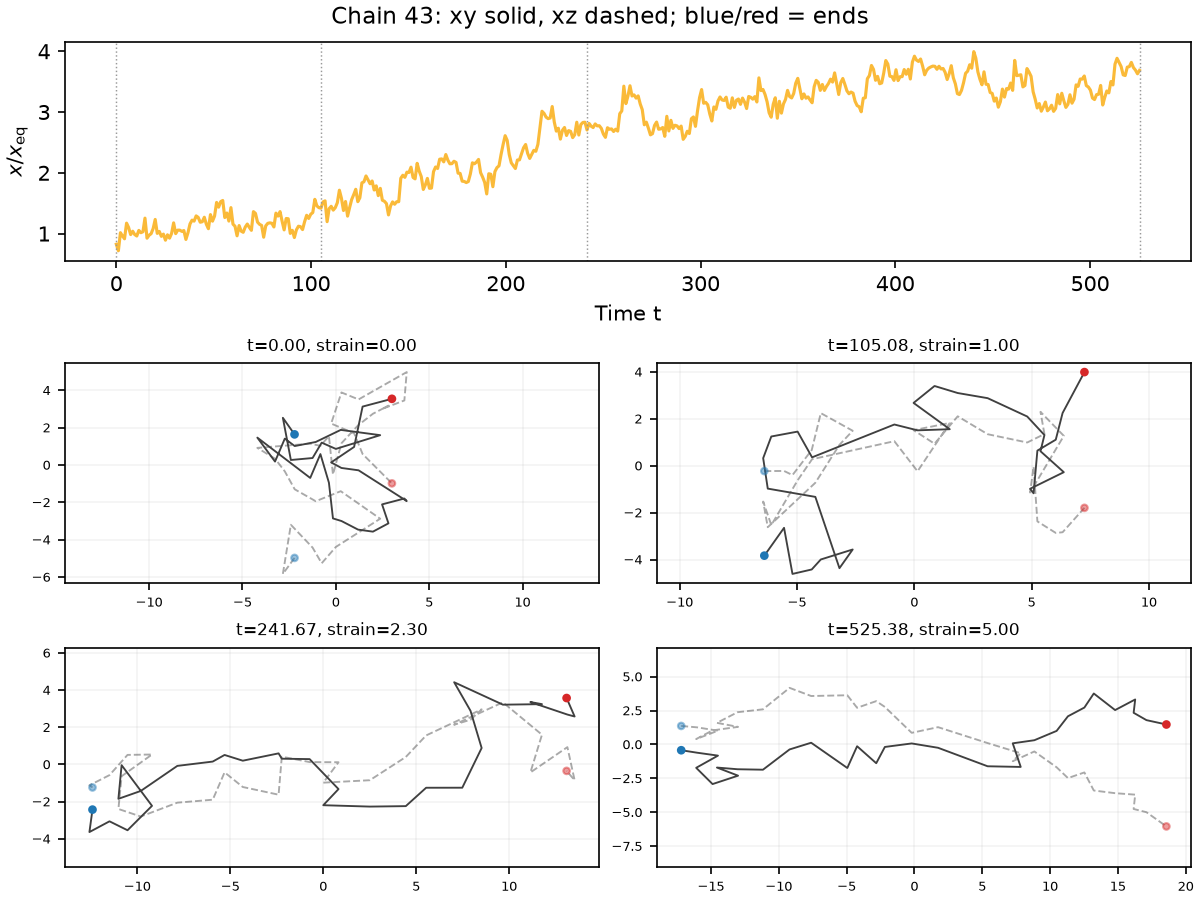 Chain 43: xy solid, xz dashed; blue/red = ends
x/x_eq
4
3
2
1
0 100 200 300 400 500
Time t
t=0.00, strain=0.00
4
2
0
−2
−4
−6
−10 −5 0 5 10
t=105.08, strain=1.00
4
2
0
−2
−4
−10 −5 0 5 10
t=241.67, strain=2.30
6
4
2
0
−2
−4
−10 −5 0 5 10
t=525.38, strain=5.00
5.0
2.5
0.0
−2.5
−5.0
−7.5
−15 −10 −5 0 5 10 15 20